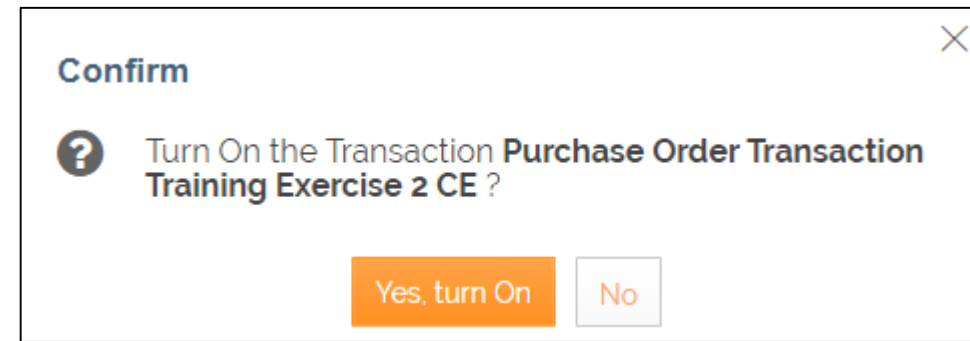 Confirm
Turn On the Transaction Purchase Order Transaction
Training Exercise 2 CE ?
Yes, turn On
No